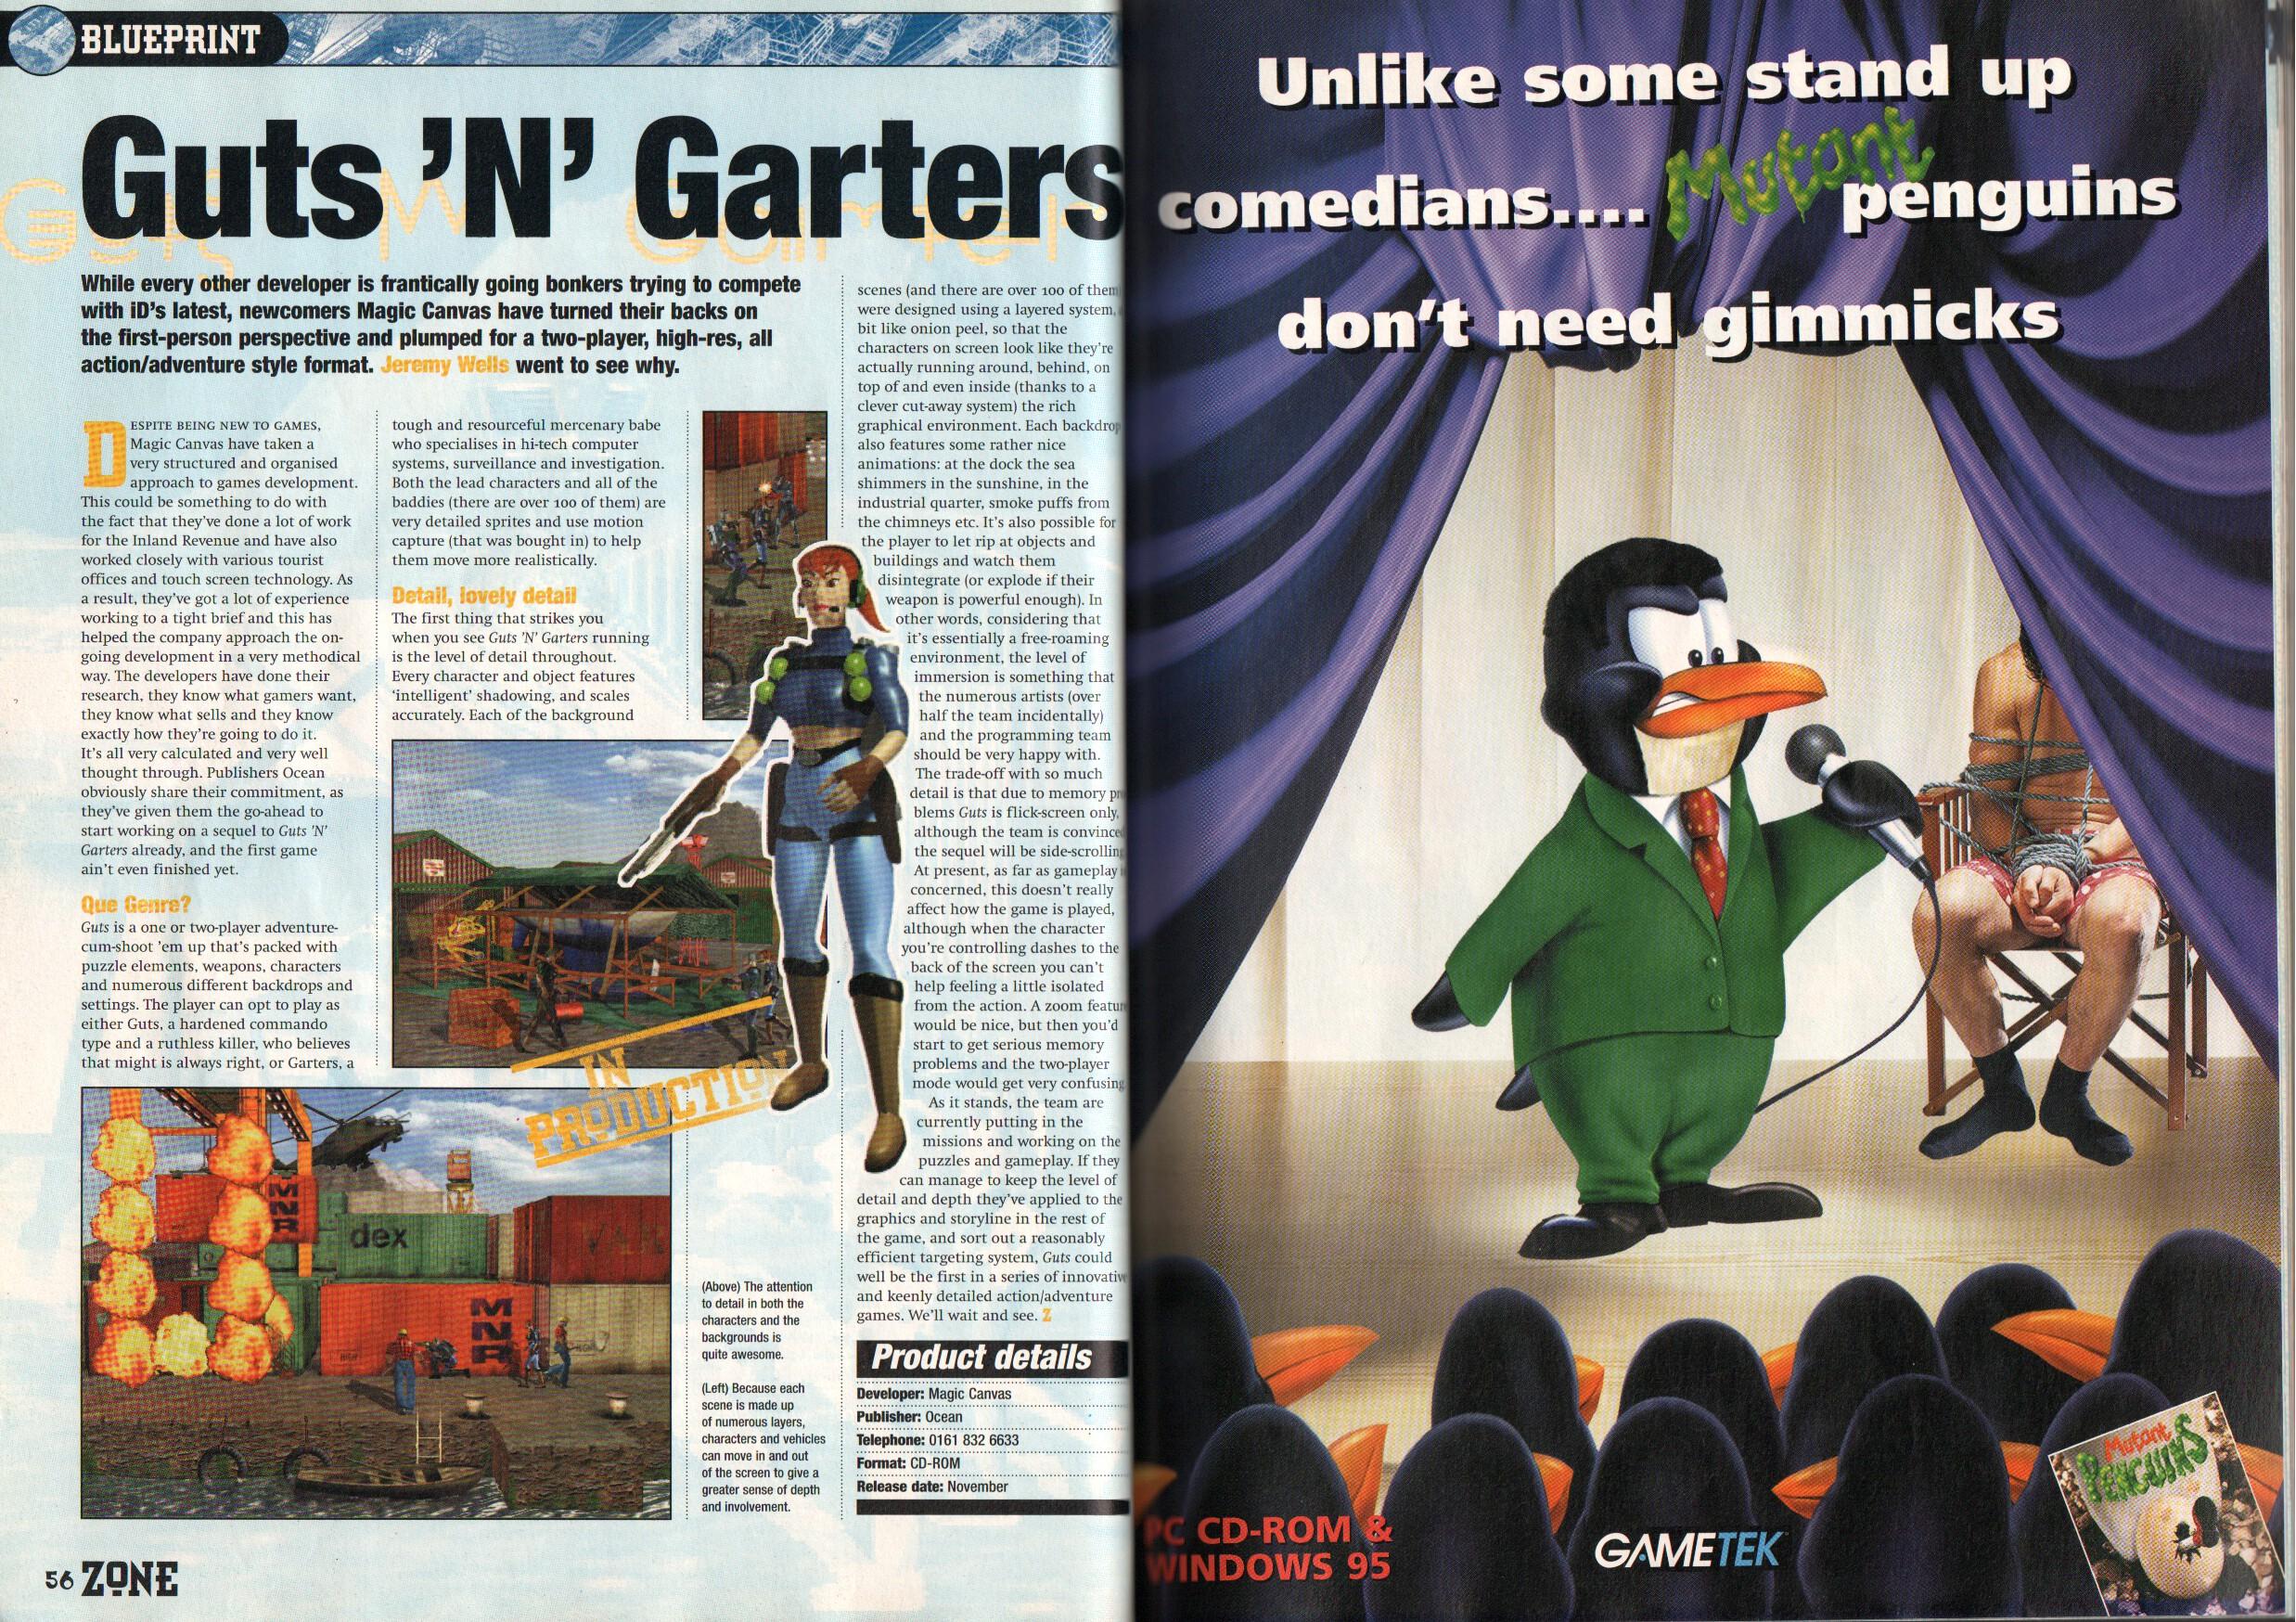 BLUEPRINT
Guts 'N' Garters
While every other developer is frantically going bonkers trying to compete
with iD's latest, newcomers Magic Canvas have turned their backs on
the first-person perspective and plumped for a two-player, high-res, all
action/adventure style format. Jeremy Wells went to see why.
DESPITE BEING NEW TO GAMES,
Magic Canvas have taken a
very structured and organised
approach to games development.
This could be something to do with
the fact that they've done a lot of work
for the Inland Revenue and have also
worked closely with various tourist
offices and touch screen technology. As
a result, they've got a lot of experience
working to a tight brief and this has
helped the company approach the on-
going development in a very methodical
way. The developers have done their
research, they know what gamers want,
they know what sells and they know
exactly how they're going to do it.
It's all very calculated and very well
thought through. Publishers Ocean
obviously share their commitment, as
they've given them the go-ahead to
start working on a sequel to Guts 'N'
Garters already, and the first game
ain't even finished yet.
Que Genre?
Guts is a one or two-player adventure-
cum-shoot 'em up that's packed with
puzzle elements, weapons, characters
and numerous different backdrops and
settings. The player can opt to play as
either Guts, a hardened commando
type and a ruthless killer, who believes
that might is always right, or Garters, a
tough and resourceful mercenary babe
who specialises in hi-tech computer
systems, surveillance and investigation.
Both the lead characters and all of the
baddies (there are over 100 of them) are
very detailed sprites and use motion
capture (that was bought in) to help
them move more realistically.
Detail, lovely detail
The first thing that strikes you
when you see Guts 'N' Garters running
is the level of detail throughout.
Every character and object features
'intelligent' shadowing, and scales
accurately. Each of the background
scenes (and there are over 100 of them
were designed using a layered system,
bit like onion peel, so that the
characters on screen look like they're
actually running around, behind, on
top of and even inside (thanks to a
clever cut-away system) the rich
graphical environment. Each backdrop
also features some rather nice
animations: at the dock the sea
shimmers in the sunshine, in the
industrial quarter, smoke puffs from
the chimneys etc. It's also possible for
the player to let rip at objects and
buildings and watch them
disintegrate (or explode if their
weapon is powerful enough). In
other words, considering that
it's essentially a free-roaming
environment, the level of
immersion is something that
the numerous artists (over
half the team incidentally)
and the programming team
should be very happy with.
The trade-off with so much
detail is that due to memory
blems Guts is flick-screen only,
although the team is convinced
the sequel will be side-scrolling
At present, as far as gameplay
concerned, this doesn't really
affect how the game is played,
although when the character
you're controlling dashes to the
back of the screen you can't
help feeling a little isolated
from the action. A zoom feature
would be nice, but then you'd
start to get serious memory
problems and the two-player
mode would get very confusing
As it stands, the team are
currently putting in the
missions and working on the
puzzles and gameplay. If they
can manage to keep the level of
detail and depth they've applied to the
graphics and storyline in the rest of
the game, and sort out a reasonably
efficient targeting system, Guts could
well be the first in a series of innovative
and keenly detailed action/adventure
games. We'll wait and see. Z
IN
PRODUCTION
MNR
dex
MNR
(Above) The attention
to detail in both the
characters and the
backgrounds is
quite awesome.
(Left) Because each
scene is made up
of numerous layers,
characters and vehicles
can move in and out
of the screen to give a
greater sense of depth
and involvement.
Product details
Developer: Magic Canvas
Publisher: Ocean
Telephone: 0161 832 6633
Format: CD-ROM
Release date: November
56 ZONE
Unlike some stand up
comedians.... Mutant penguins
don't need gimmicks
PC CD-ROM &
WINDOWS 95
GAMETEK
Mutant
PENGUINS